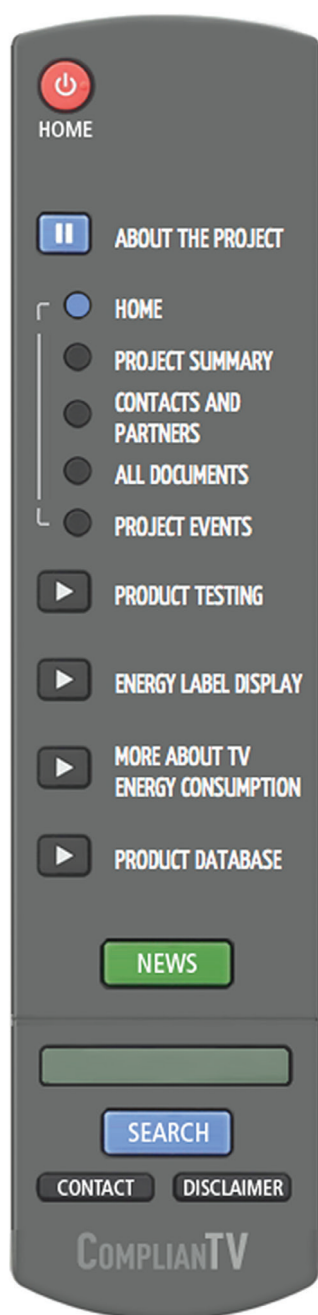 HOME
ABOUT THE PROJECT
HOME
PROJECT SUMMARY
CONTACTS AND
PARTNERS
ALL DOCUMENTS
PROJECT EVENTS
PRODUCT TESTING
ENERGY LABEL DISPLAY
MORE ABOUT TV
ENERGY CONSUMPTION
PRODUCT DATABASE
NEWS
SEARCH
CONTACT DISCLAIMER
COMPLIANTV